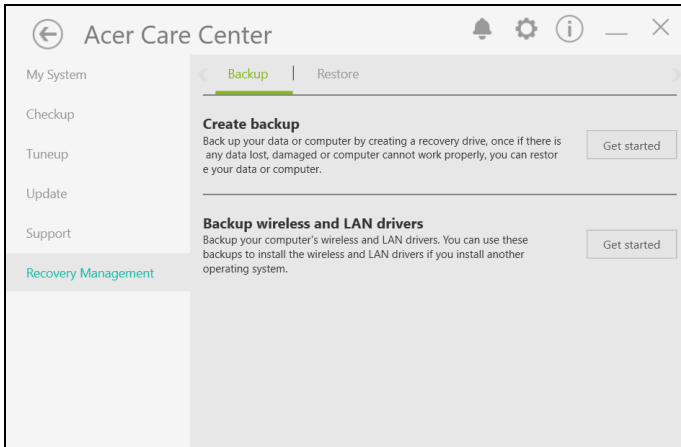 Acer Care Center
My System
Checkup
Tuneup
Update
Support
Recovery Management
Backup | Restore
Create backup
Back up your data or computer by creating a recovery drive, once if there is
any data lost, damaged or computer cannot work properly, you can restor
e your data or computer.
Get started
Backup wireless and LAN drivers
Backup your computer's wireless and LAN drivers. You can use these
backups to install the wireless and LAN drivers if you install another
operating system.
Get started